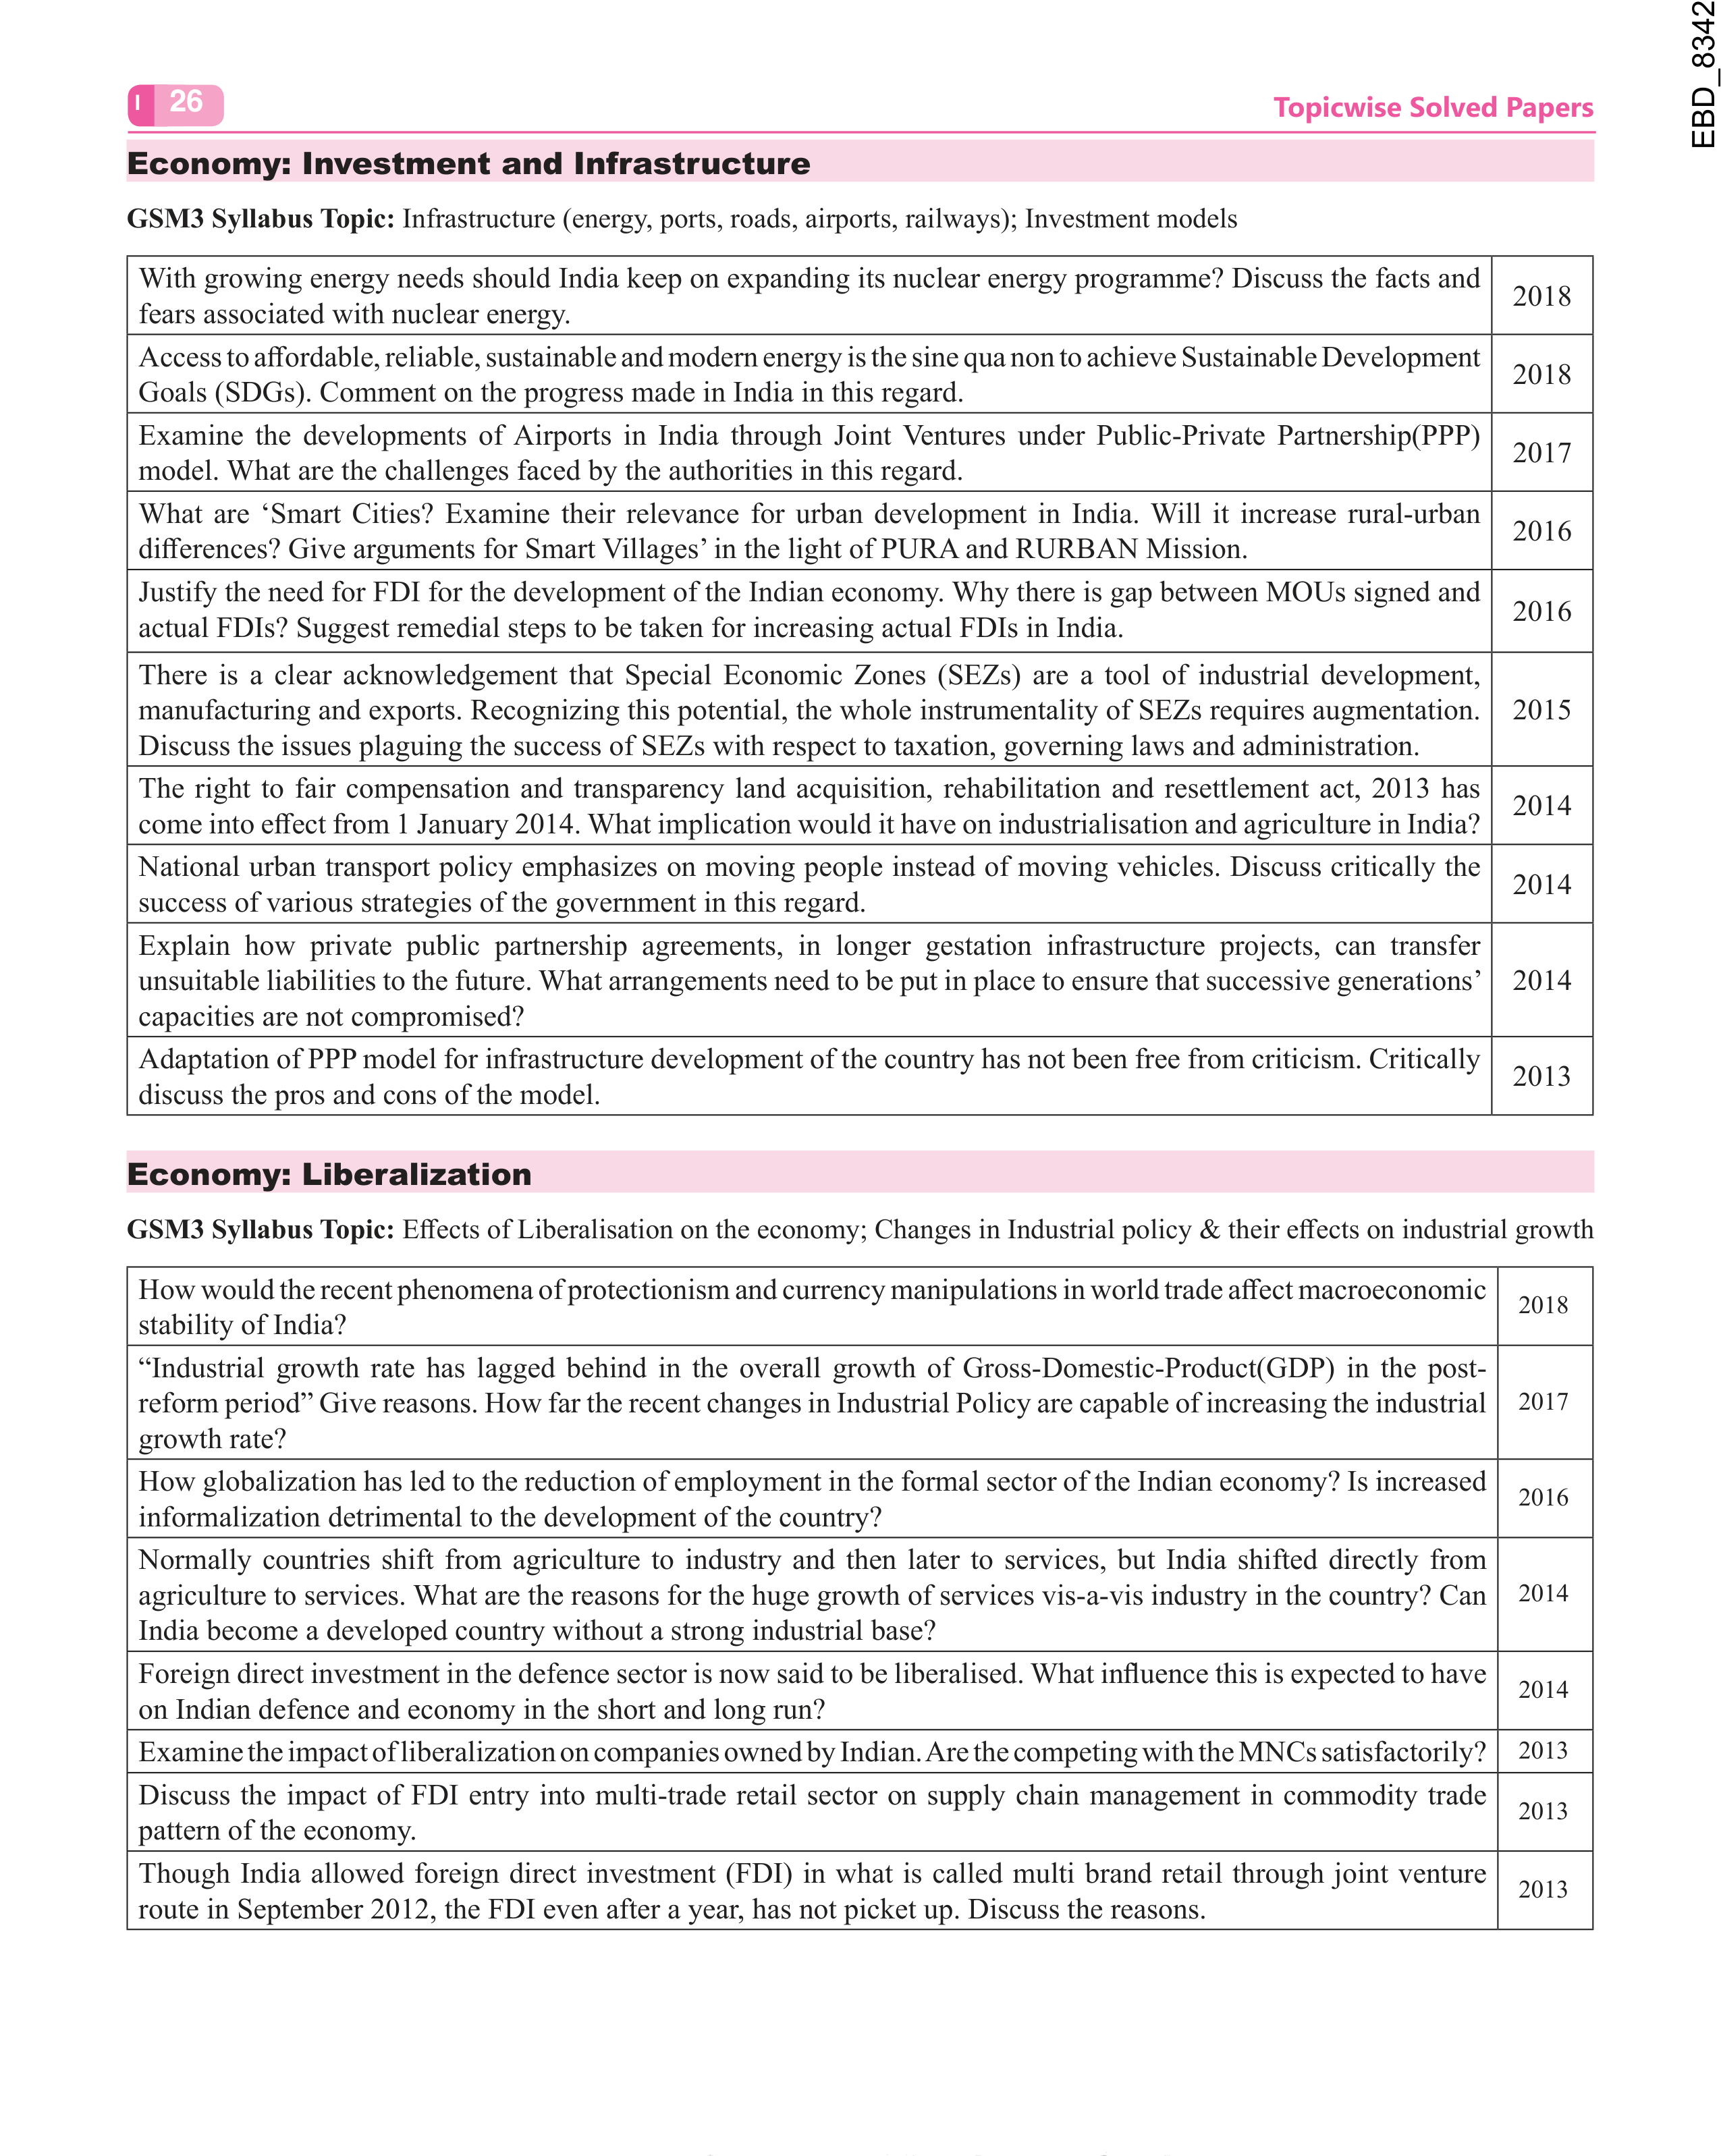 EBD_8342
I 26
Topicwise Solved Papers
Economy: Investment and Infrastructure
GSM3 Syllabus Topic: Infrastructure (energy, ports, roads, airports, railways); Investment models
With growing energy needs should India keep on expanding its nuclear energy programme? Discuss the facts and
fears associated with nuclear energy.
2018
Access to affordable, reliable, sustainable and modern energy is the sine qua non to achieve Sustainable Development
Goals (SDGs). Comment on the progress made in India in this regard.
2018
Examine the developments of Airports in India through Joint Ventures under Public-Private Partnership(PPP)
model. What are the challenges faced by the authorities in this regard.
2017
What are ‘Smart Cities? Examine their relevance for urban development in India. Will it increase rural-urban
differences? Give arguments for Smart Villages’ in the light of PURA and RURBAN Mission.
2016
Justify the need for FDI for the development of the Indian economy. Why there is gap between MOUs signed and
actual FDIs? Suggest remedial steps to be taken for increasing actual FDIs in India.
2016
There is a clear acknowledgement that Special Economic Zones (SEZs) are a tool of industrial development,
manufacturing and exports. Recognizing this potential, the whole instrumentality of SEZs requires augmentation.
Discuss the issues plaguing the success of SEZs with respect to taxation, governing laws and administration.
2015
The right to fair compensation and transparency land acquisition, rehabilitation and resettlement act, 2013 has
come into effect from 1 January 2014. What implication would it have on industrialisation and agriculture in India?
2014
National urban transport policy emphasizes on moving people instead of moving vehicles. Discuss critically the
success of various strategies of the government in this regard.
2014
Explain how private public partnership agreements, in longer gestation infrastructure projects, can transfer
unsuitable liabilities to the future. What arrangements need to be put in place to ensure that successive generations’
capacities are not compromised?
2014
Adaptation of PPP model for infrastructure development of the country has not been free from criticism. Critically
discuss the pros and cons of the model.
2013
Economy: Liberalization
GSM3 Syllabus Topic: Effects of Liberalisation on the economy; Changes in Industrial policy & their effects on industrial growth
How would the recent phenomena of protectionism and currency manipulations in world trade affect macroeconomic
stability of India?
2018
“Industrial growth rate has lagged behind in the overall growth of Gross-Domestic-Product(GDP) in the post-
reform period” Give reasons. How far the recent changes in Industrial Policy are capable of increasing the industrial
growth rate?
2017
How globalization has led to the reduction of employment in the formal sector of the Indian economy? Is increased
informalization detrimental to the development of the country?
2016
Normally countries shift from agriculture to industry and then later to services, but India shifted directly from
agriculture to services. What are the reasons for the huge growth of services vis-a-vis industry in the country? Can
India become a developed country without a strong industrial base?
2014
Foreign direct investment in the defence sector is now said to be liberalised. What influence this is expected to have
on Indian defence and economy in the short and long run?
2014
Examine the impact of liberalization on companies owned by Indian. Are the competing with the MNCs satisfactorily?
2013
Discuss the impact of FDI entry into multi-trade retail sector on supply chain management in commodity trade
pattern of the economy.
2013
Though India allowed foreign direct investment (FDI) in what is called multi brand retail through joint venture
route in September 2012, the FDI even after a year, has not picket up. Discuss the reasons.
2013